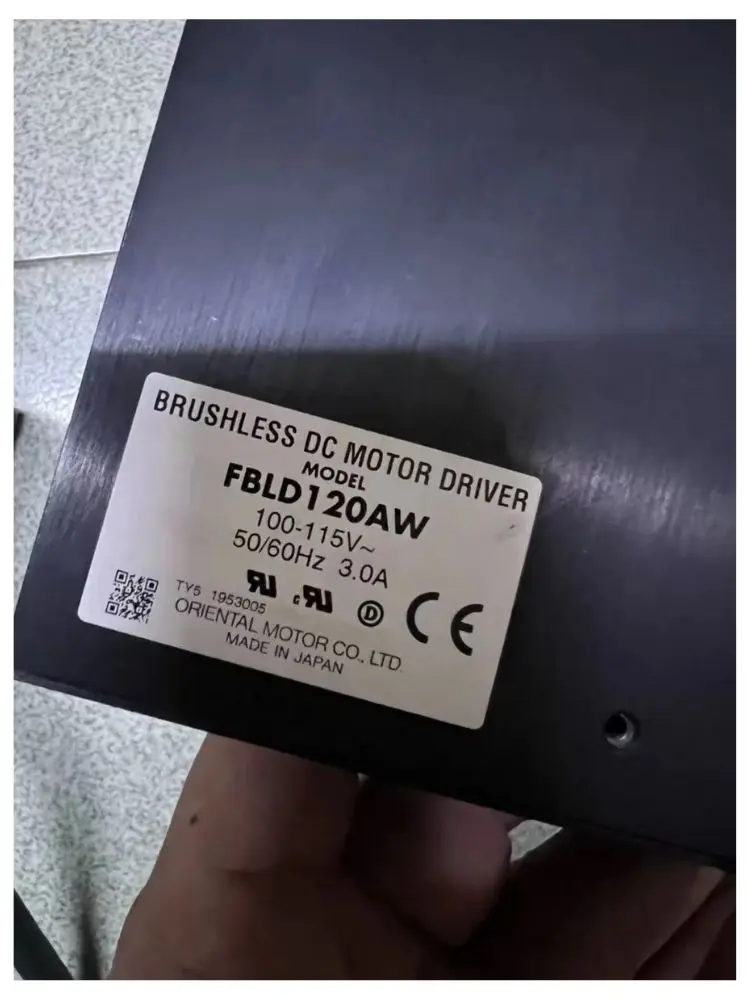 BRUSHLESS DC MOTOR DRIVER
MODEL
FBLD120AW
100-115V~
50/60Hz 3.0A
TY5 1953005
ORIENTAL MOTOR CO., LTD.
MADE IN JAPAN